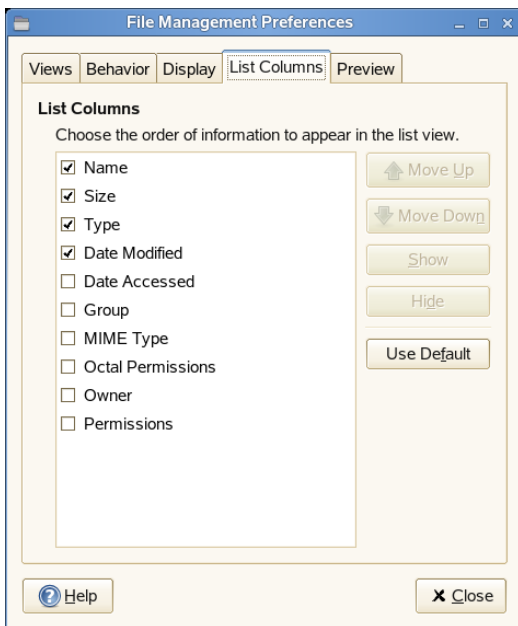 File Management Preferences
Views Behavior Display List Columns Preview
List Columns
Choose the order of information to appear in the list view.
Name
Size
Type
Date Modified
Date Accessed
Group
MIME Type
Octal Permissions
Owner
Permissions
Move Up
Move Down
Show
Hide
Use Default
Help
Close